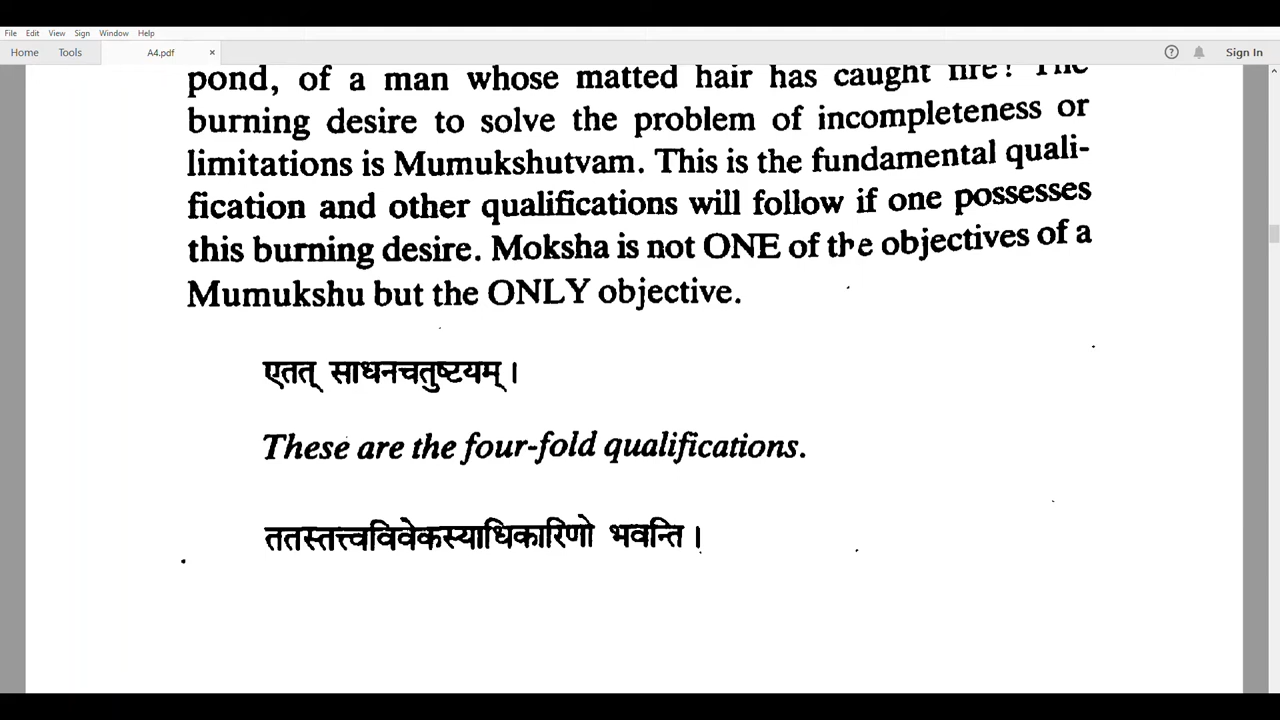 File Edit View Sign Window Help
Home Tools A4.pdf × ? Sign In
pond, of a man whose matted hair has caught fire! The
burning desire to solve the problem of incompleteness or
limitations is Mumukshutvam. This is the fundamental quali-
fication and other qualifications will follow if one possesses
this burning desire. Moksha is not ONE of the objectives of a
Mumukshu but the ONLY objective.
एतत् साधनचतुष्टयम् ।
These are the four-fold qualifications.
ततस्तत्त्वविवेकस्याधिकारिणो भवन्ति ।